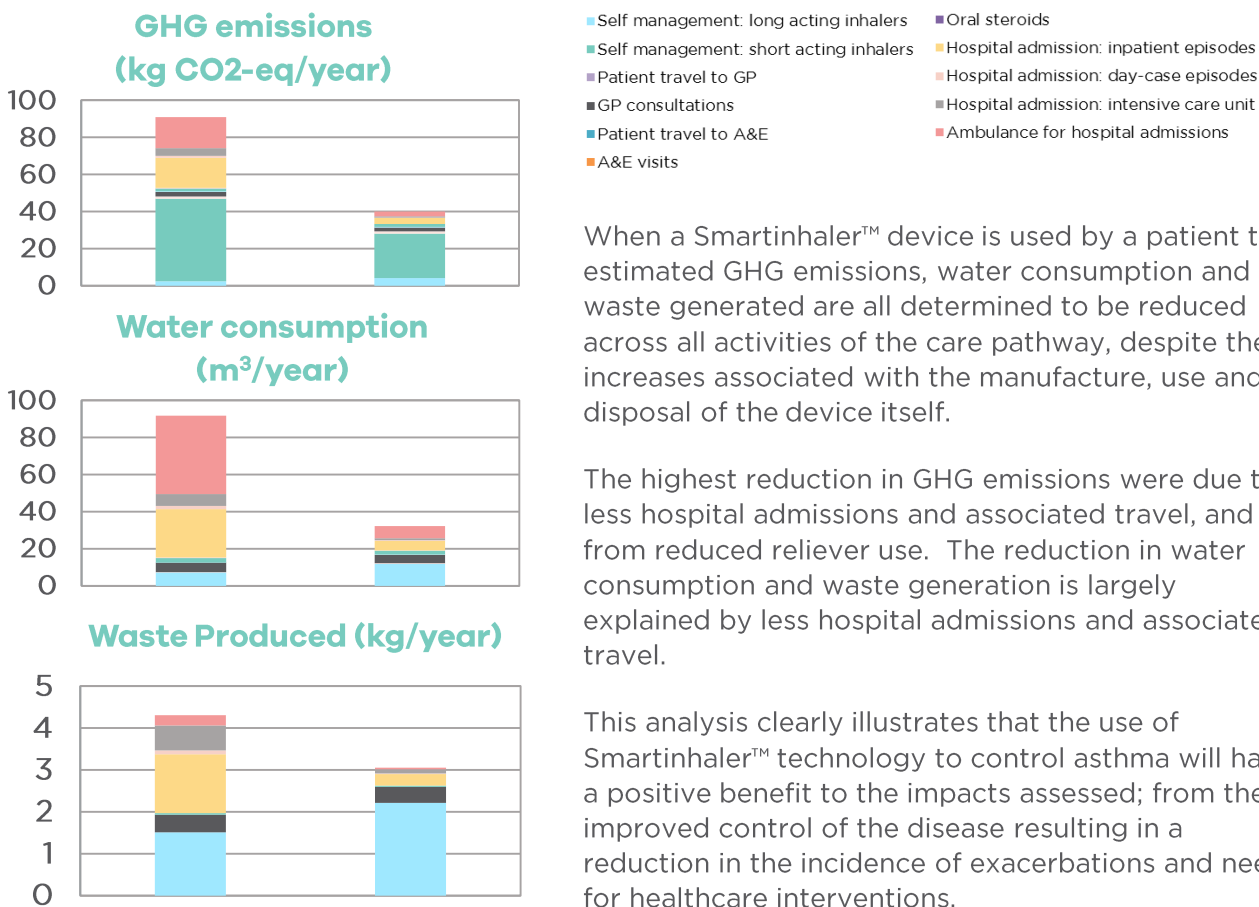 GHG emissions
(kg CO2-eq/year)
100
80
60
40
20
0
Water consumption
(m³/year)
100
80
60
40
20
0
Waste Produced (kg/year)
5
4
3
2
1
0
Self management: long acting inhalers
Self management: short acting inhalers
Patient travel to GP
GP consultations
Patient travel to A&E
A&E visits
Oral steroids
Hospital admission: inpatient episodes
Hospital admission: day-case episodes
Hospital admission: intensive care unit
Ambulance for hospital admissions
When a Smartinhaler™ device is used by a patient t
estimated GHG emissions, water consumption and
waste generated are all determined to be reduced
across all activities of the care pathway, despite the
increases associated with the manufacture, use and
disposal of the device itself.
The highest reduction in GHG emissions were due t
less hospital admissions and associated travel, and
from reduced reliever use. The reduction in water
consumption and waste generation is largely
explained by less hospital admissions and associate
travel.
This analysis clearly illustrates that the use of
Smartinhaler™ technology to control asthma will ha
a positive benefit to the impacts assessed; from the
improved control of the disease resulting in a
reduction in the incidence of exacerbations and nee
for healthcare interventions.